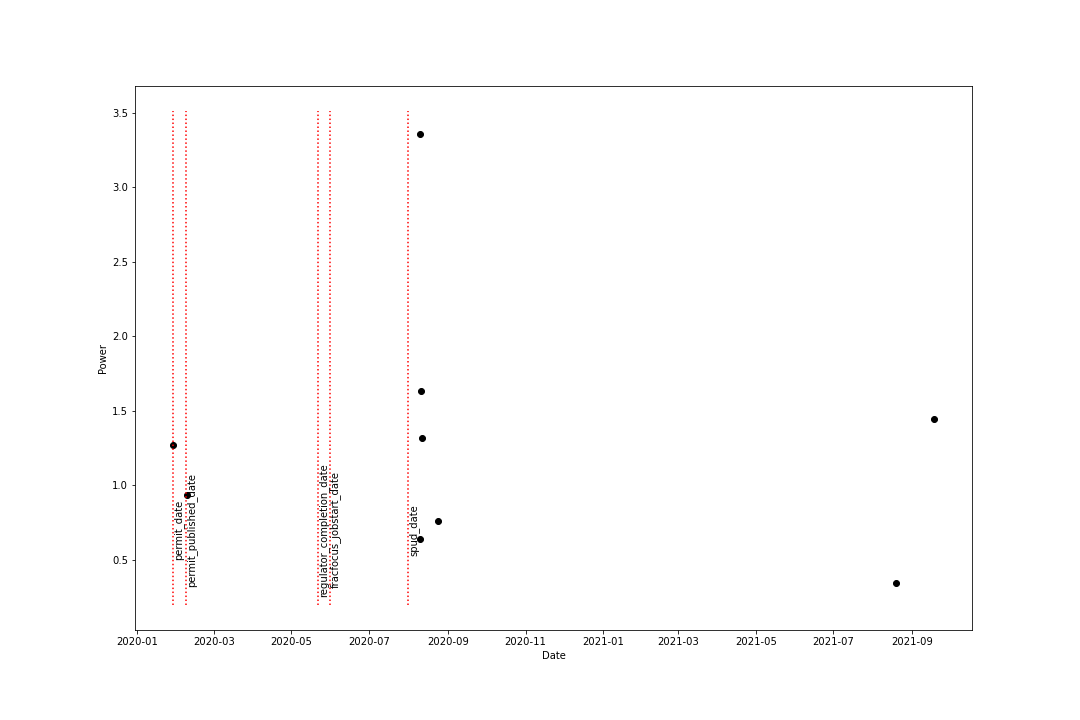 3.5
3.0
2.5
2.0
1.5
1.0
0.5
Power
permit_date
permit_published_date
regulator_completion_date
fracfocus_jobstart_date
spud_date
2020-01
2020-03
2020-05
2020-07
2020-09
2020-11
2021-01
2021-03
2021-05
2021-07
2021-09
Date